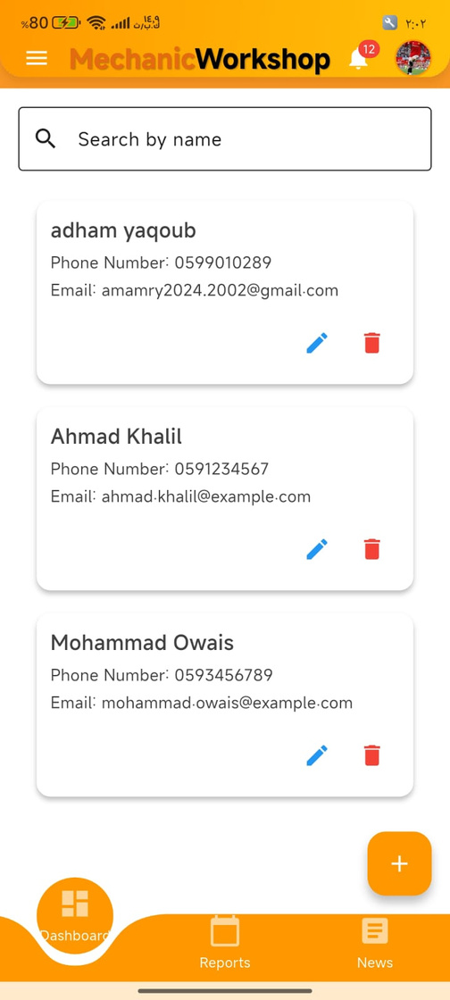 %80
١٤,٩
ك.ب/ث
٢:٠٢
MechanicWorkshop
12
Search by name
adham yaqoub
Phone Number: 0599010289
Email: amamry2024.2002@gmail.com
Ahmad Khalil
Phone Number: 0591234567
Email: ahmad.khalil@example.com
Mohammad Owais
Phone Number: 0593456789
Email: mohammad.owais@example.com
Dashboard
Reports
News